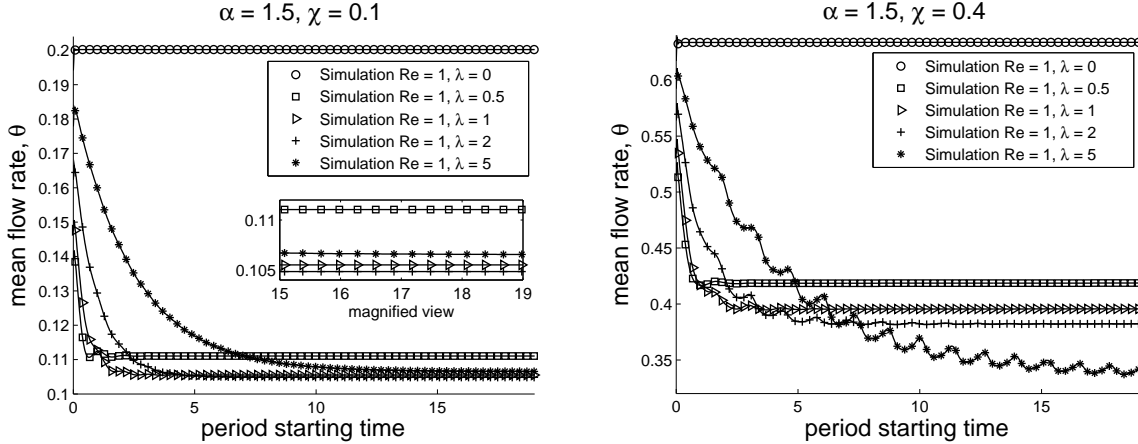 α = 1.5, χ = 0.1
mean flow rate, θ
0.2
0.19
0.18
0.17
0.16
0.15
0.14
0.13
0.12
0.11
0.1
0
5
10
15
period starting time
Simulation Re = 1, λ = 0
Simulation Re = 1, λ = 0.5
Simulation Re = 1, λ = 1
Simulation Re = 1, λ = 2
Simulation Re = 1, λ = 5
0.11
0.105
15
16
17
18
19
magnified view
α = 1.5, χ = 0.4
mean flow rate, θ
0.6
0.55
0.5
0.45
0.4
0.35
0
5
10
15
period starting time
Simulation Re = 1, λ = 0
Simulation Re = 1, λ = 0.5
Simulation Re = 1, λ = 1
Simulation Re = 1, λ = 2
Simulation Re = 1, λ = 5